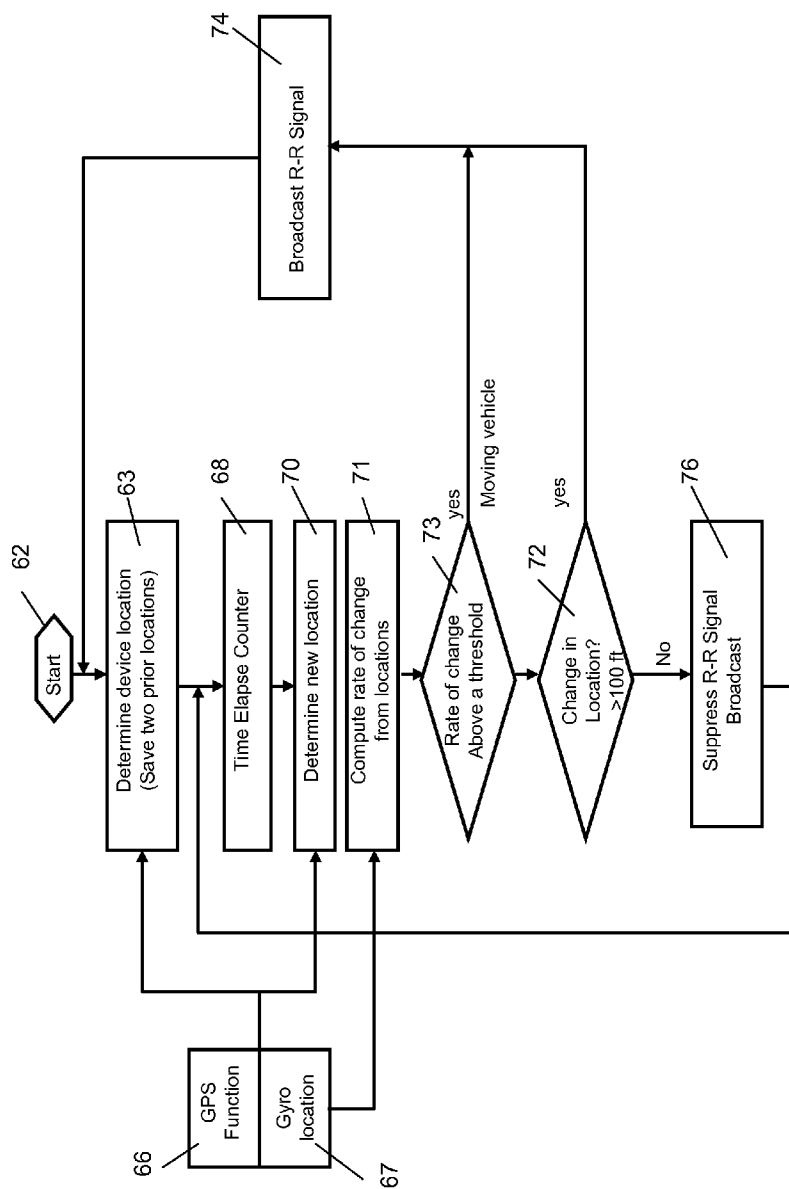 62
Start
63
Determine device location
(Save two prior locations)
68
Time Elapse Counter
70
Determine new location
71
Compute rate of change
from locations
73
Rate of change
Above a threshold
yes
Moving vehicle
72
Change in
Location?
>100 ft
yes
No
76
Suppress R-R Signal
Broadcast
74
Broadcast R-R Signal
66
GPS
Function
Gyro
location
67